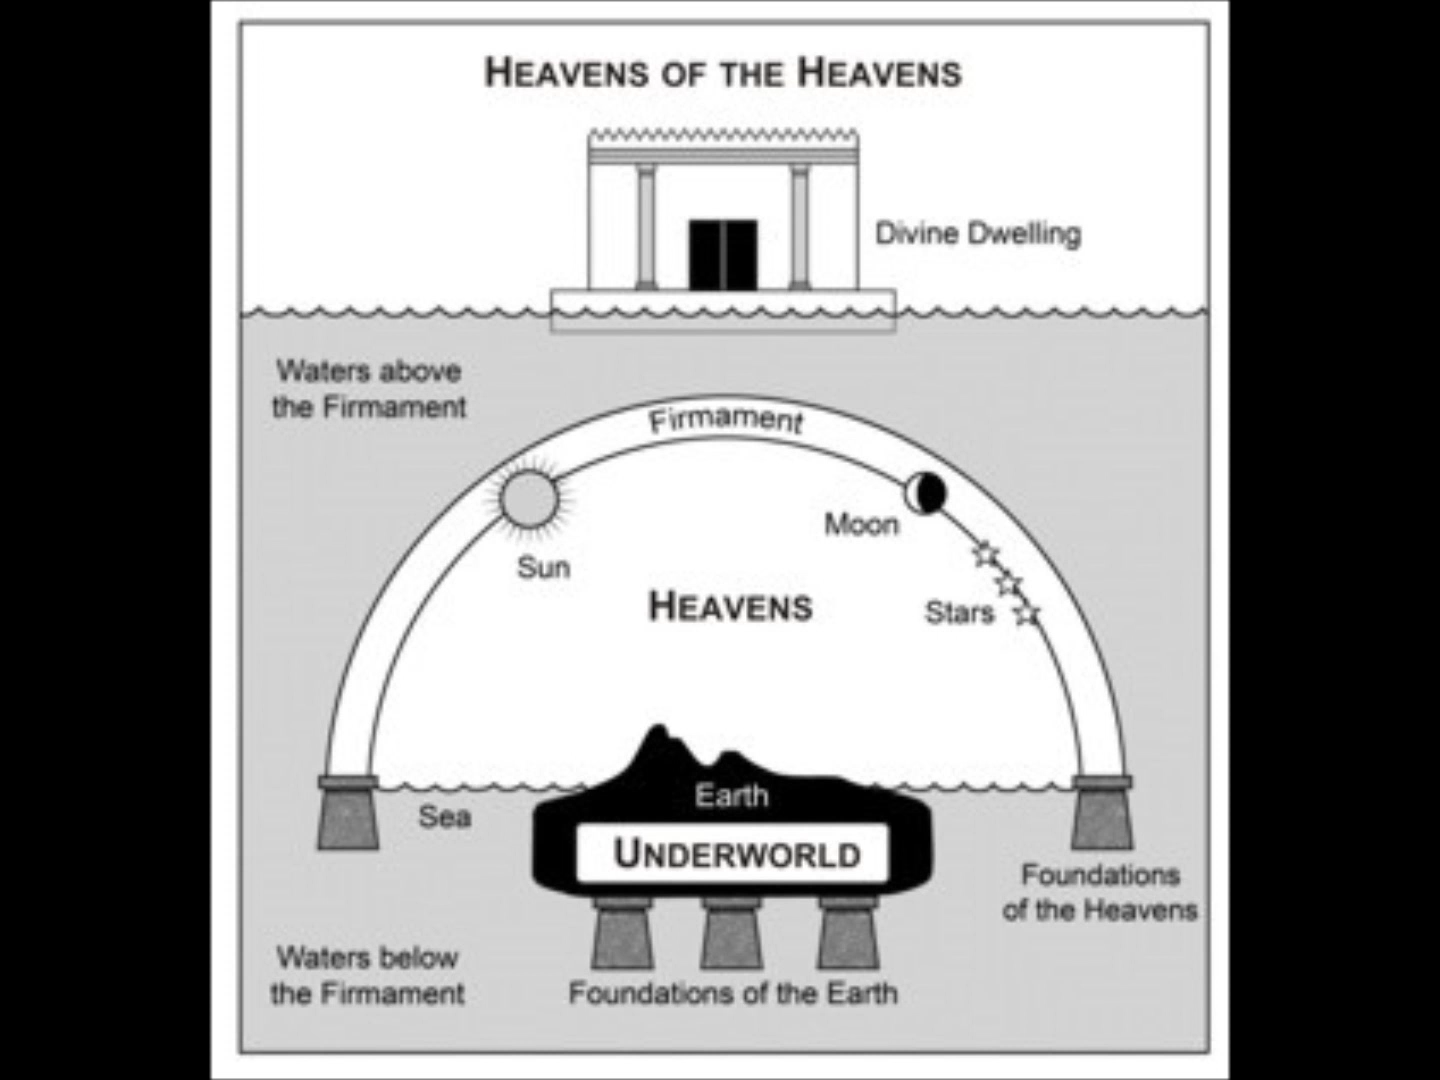 HEAVENS OF THE HEAVENS
Divine Dwelling
Waters above
the Firmament
Firmament
Moon
Sun
HEAVENS
Stars
Earth
Sea
UNDERWORLD
Foundations
of the Heavens
Waters below
the Firmament
Foundations of the Earth